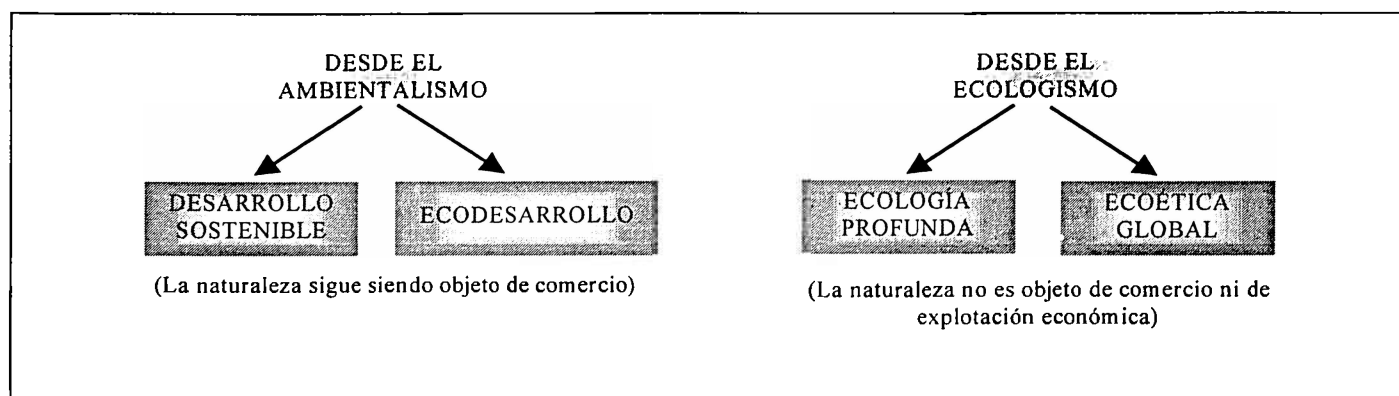 DESDE EL
AMBIENTALISMO
DESARROLLO
SOSTENIBLE
ECODESARROLLO
(La naturaleza sigue siendo objeto de comercio)
DESDE EL
ECOLOGISMO
ECOLOGÍA
PROFUNDA
ECOÉTICA
GLOBAL
(La naturaleza no es objeto de comercio ni de
explotación económica)